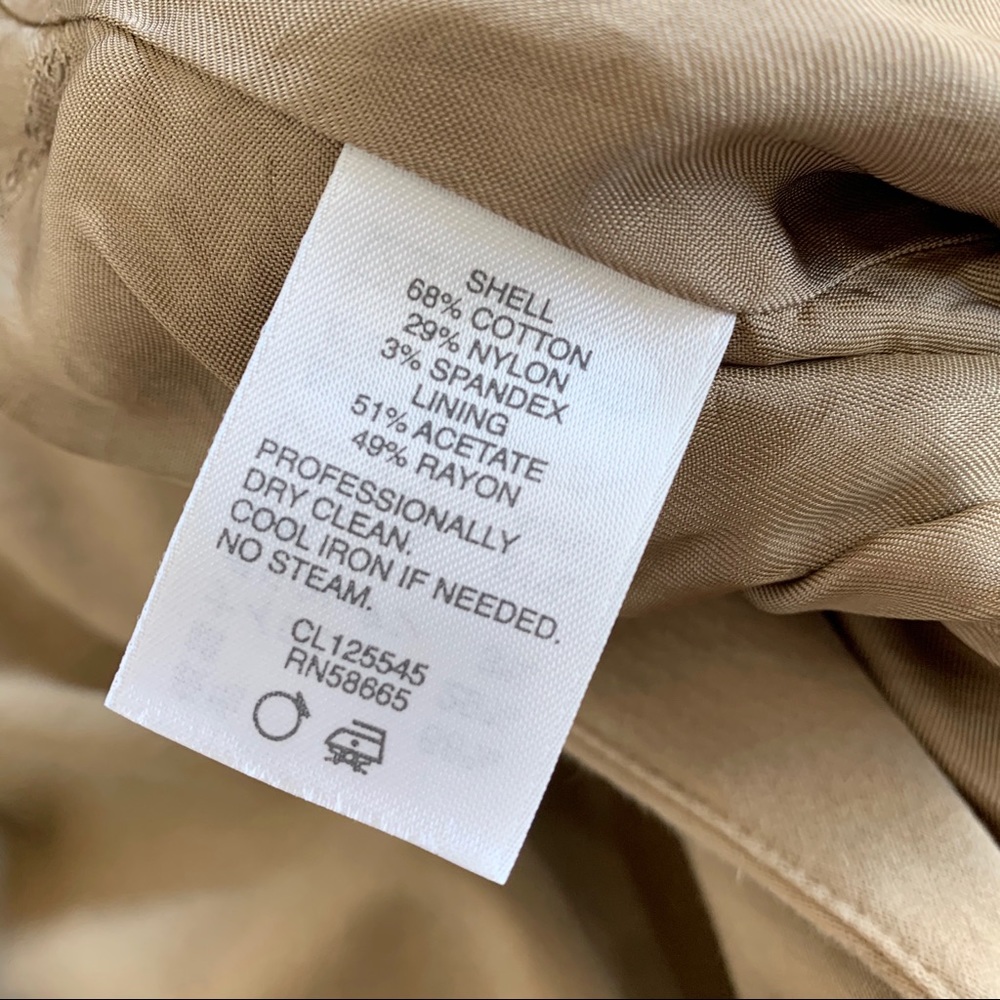 SHELL
68% COTTON
29% NYLON
3% SPANDEX
LINING
51% ACETATE
49% RAYON
PROFESSIONALLY
DRY CLEAN.
COOL IRON IF NEEDED.
NO STEAM.
CL125545
RN58665